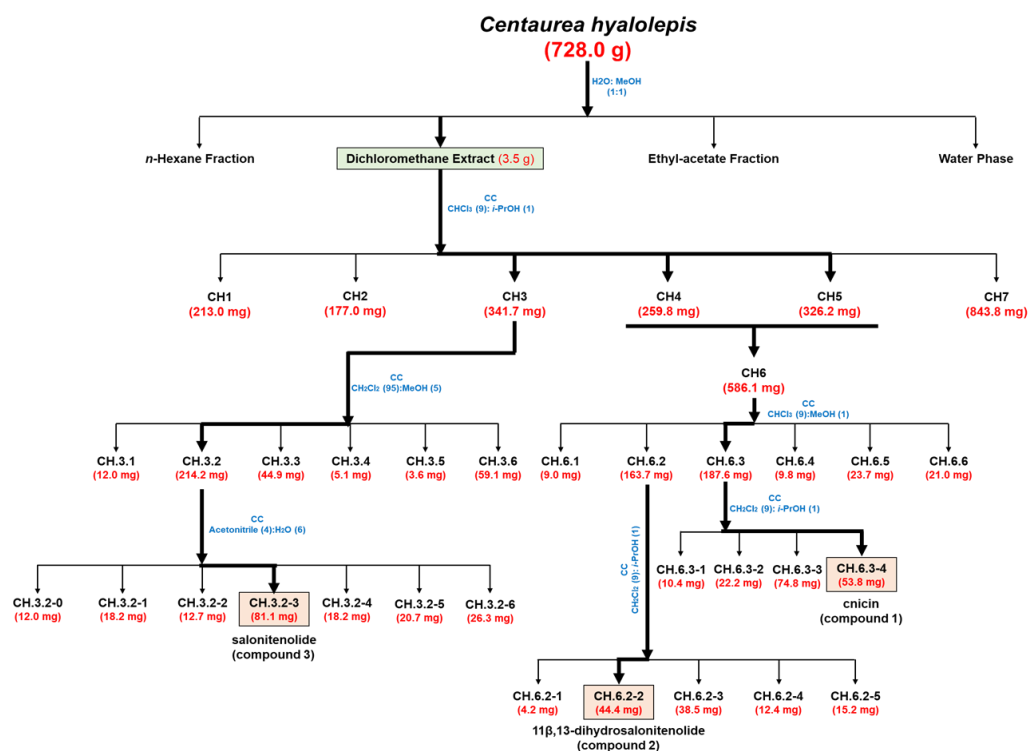 Centaurea hyalolepis
(728.0 g)
H2O: MeOH
(1:1)
n-Hexane Fraction
Dichloromethane Extract (3.5 g)
Ethyl-acetate Fraction
Water Phase
CC
CHCl₃ (9): i-PrOH (1)
CH1
(213.0 mg)
CH2
(177.0 mg)
CH3
(341.7 mg)
CH4
(259.8 mg)
CH5
(326.2 mg)
CH7
(843.8 mg)
CC
CH₂Cl₂ (95):MeOH (5)
CH6
(586.1 mg)
CC
CHCl₃ (9):MeOH (1)
CH.3.1
(12.0 mg)
CH.3.2
(214.2 mg)
CH.3.3
(44.9 mg)
CH.3.4
(5.1 mg)
CH.3.5
(3.6 mg)
CH.3.6
(59.1 mg)
CH.6.1
(9.0 mg)
CH.6.2
(163.7 mg)
CH.6.3
(187.6 mg)
CH.6.4
(9.8 mg)
CH.6.5
(23.7 mg)
CH.6.6
(21.0 mg)
CC
Acetonitrile (4):H₂O (6)
CC
CH₂Cl₂ (9): i-PrOH (1)
CC
CH₂Cl₂ (9): i-PrOH (1)
CH.6.3-1
(10.4 mg)
CH.6.3-2
(22.2 mg)
CH.6.3-3
(74.8 mg)
CH.6.3-4
(53.8 mg)
cnicin
(compound 1)
CH.3.2-0
(12.0 mg)
CH.3.2-1
(18.2 mg)
CH.3.2-2
(12.7 mg)
CH.3.2-3
(81.1 mg)
CH.3.2-4
(18.2 mg)
CH.3.2-5
(20.7 mg)
CH.3.2-6
(26.3 mg)
salonitenolide
(compound 3)
CH.6.2-1
(4.2 mg)
CH.6.2-2
(44.4 mg)
CH.6.2-3
(38.5 mg)
CH.6.2-4
(12.4 mg)
CH.6.2-5
(15.2 mg)
11β,13-dihydrosalonitenolide
(compound 2)